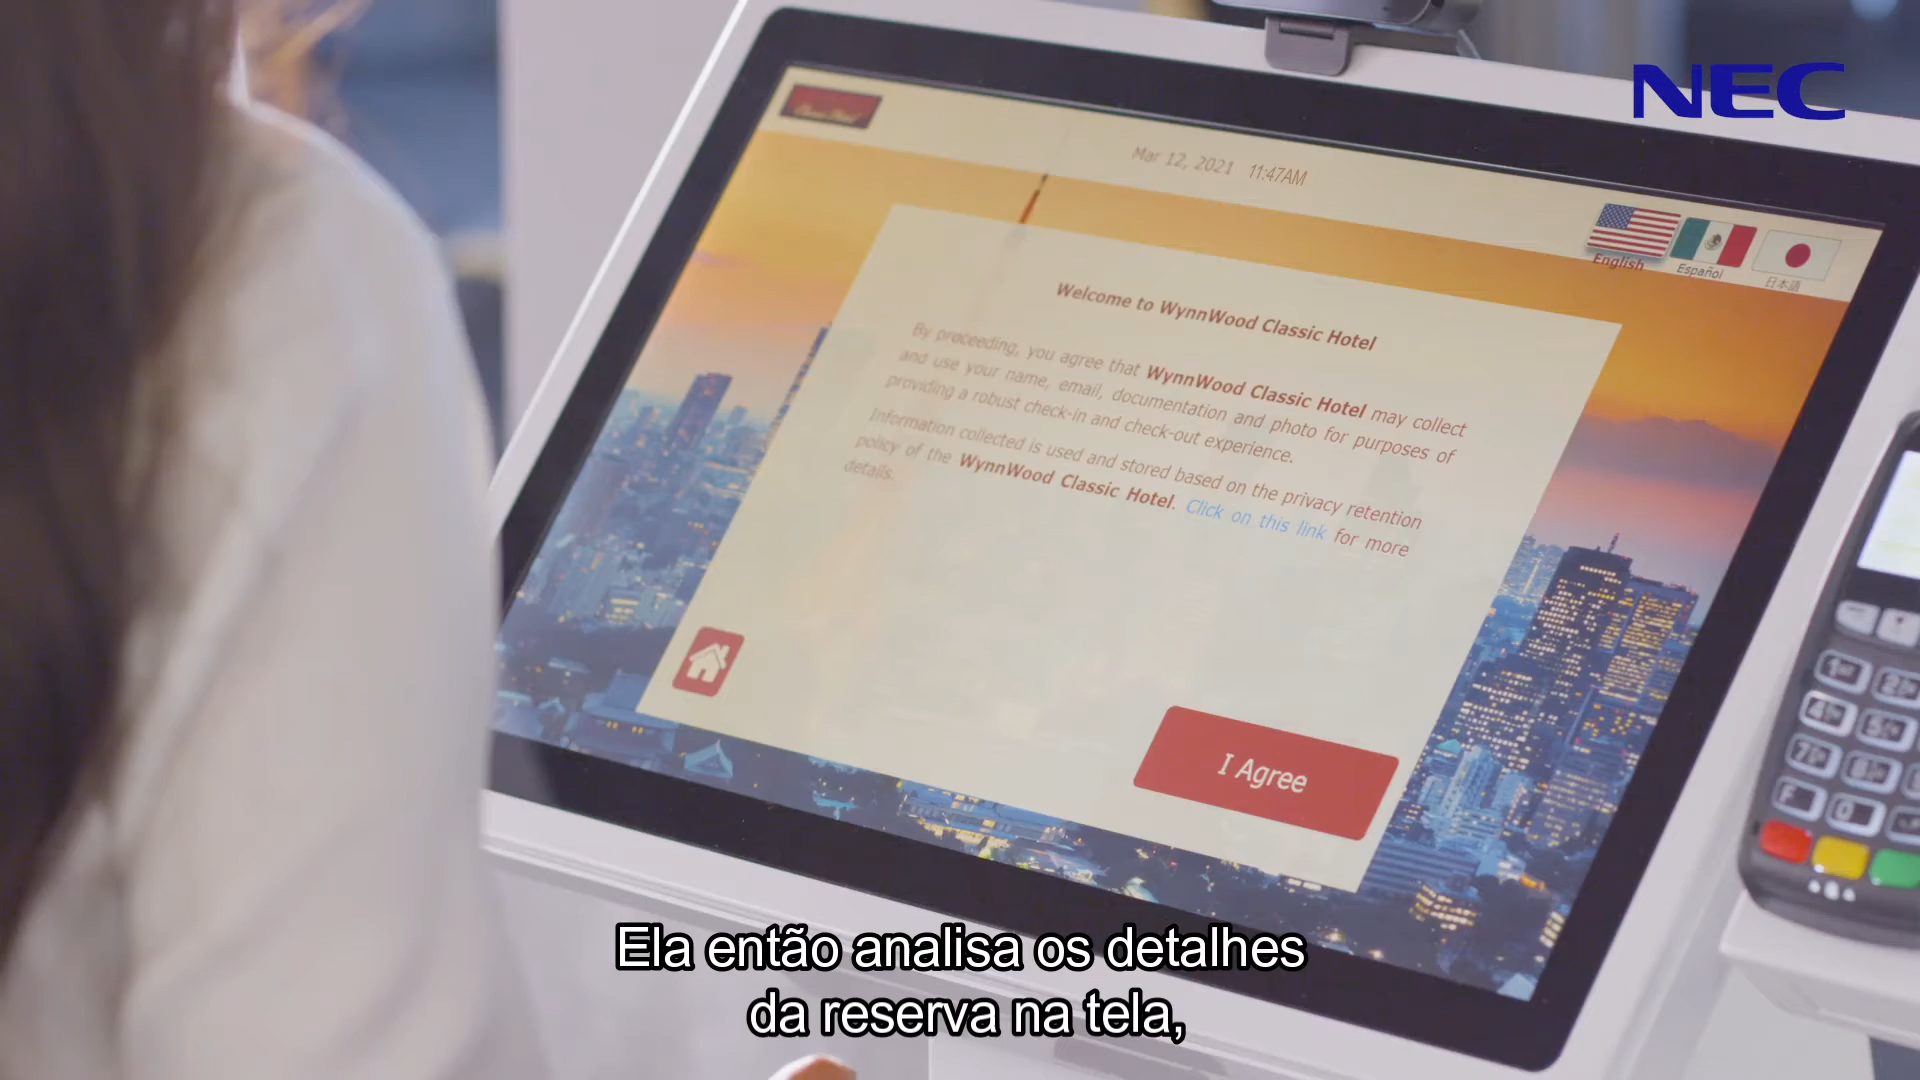 NEC
Mar 12, 2021 11:47AM
English
Español
日本語
Welcome to WynnWood Classic Hotel
By proceeding, you agree that WynnWood Classic Hotel may collect
and use your name, email, documentation and photo for purposes of
providing a robust check-in and check-out experience.
Information collected is used and stored based on the privacy retention
policy of the WynnWood Classic Hotel. Click on this link for more
details.
I Agree
Ela então analisa os detalhes
da reserva na tela,